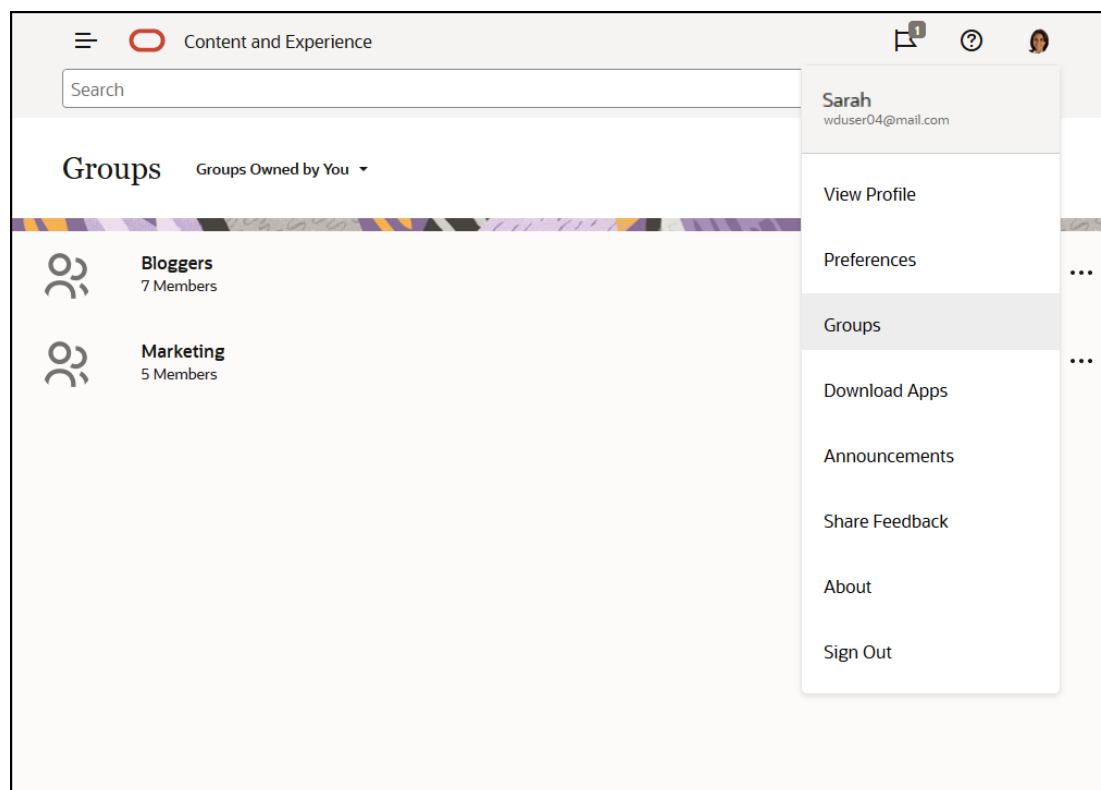 Content and Experience
1
Search
Sarah
wduser04@mail.com
Groups
Groups Owned by You
View Profile
Preferences
Bloggers
7 Members
Groups
Marketing
5 Members
Download Apps
Announcements
Share Feedback
About
Sign Out